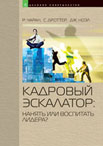 Р. ЧАРАН, С. ДРОТТЕР, ДЖ. НОЭЛ
КАДРОВЫЙ
ЭСКАЛАТОР:
НАНЯТЬ ИЛИ ВОСПИТАТЬ
ЛИДЕРА?